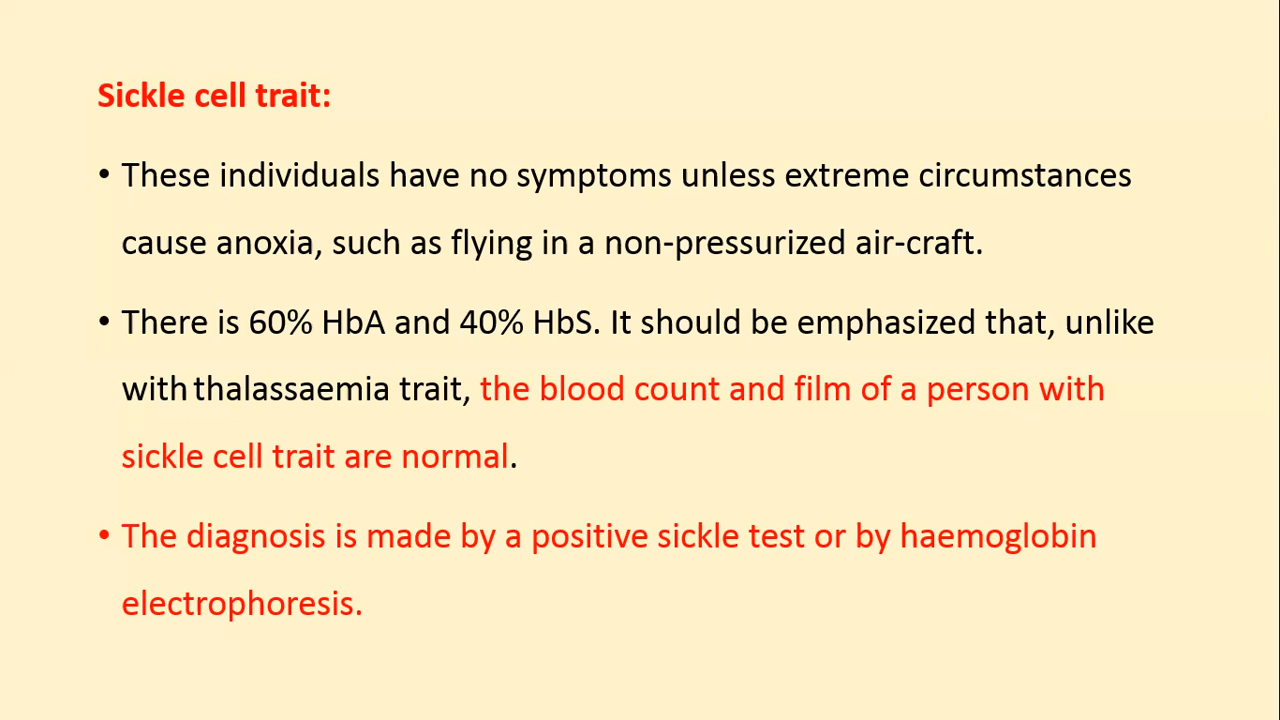 Sickle cell trait:
• These individuals have no symptoms unless extreme circumstances
cause anoxia, such as flying in a non-pressurized air-craft.
• There is 60% HbA and 40% HbS. It should be emphasized that, unlike
with thalassaemia trait, the blood count and film of a person with
sickle cell trait are normal.
• The diagnosis is made by a positive sickle test or by haemoglobin
electrophoresis.